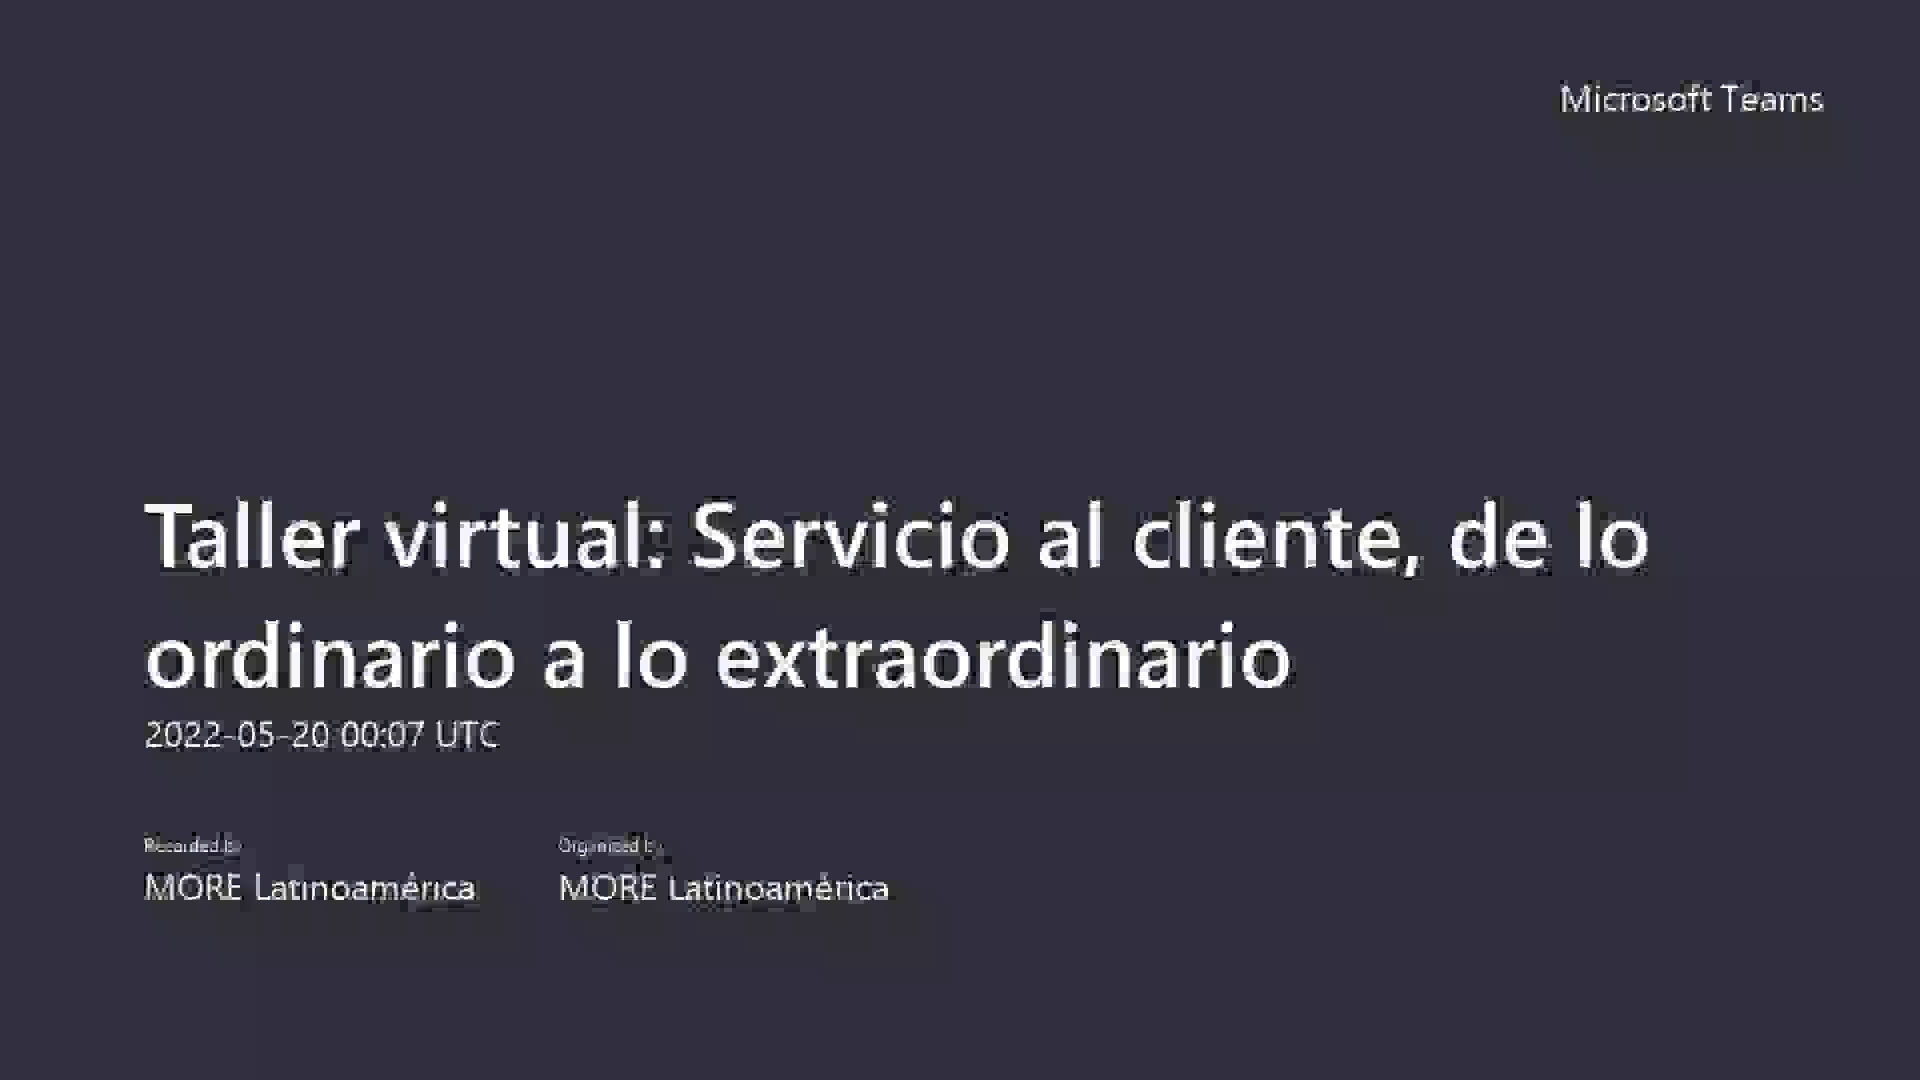 Microsoft Teams
Taller virtual: Servicio al cliente, de lo
ordinario a lo extraordinario
2022-05-20 00:07 UTC
Recorded by Organized by
MORE Latinoamérica MORE Latinoamérica